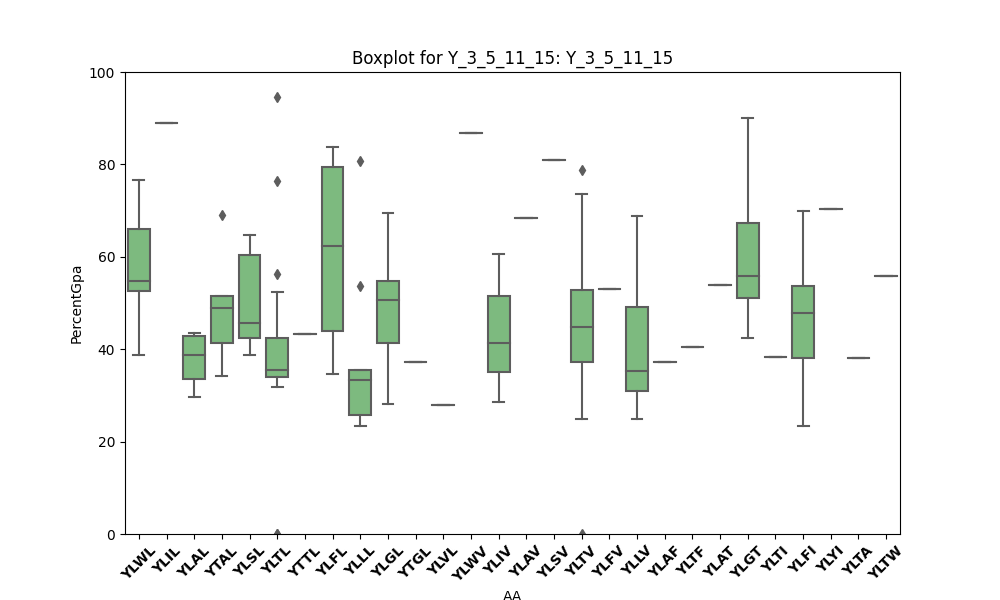 Boxplot for Y_3_5_11_15: Y_3_5_11_15
PercentGpa
100
80
60
40
20
0
YLWL YLIL YLAL YTAL YLSL YLTL YTTL YLFL YLLL YLGL YTGL YLVL YLWV YLIV YLAV YLSV YLTV YLFV YLLV YLAF YLTF YLAT YLGT YLTI YLFI YLYI YLTA YLTW
AA